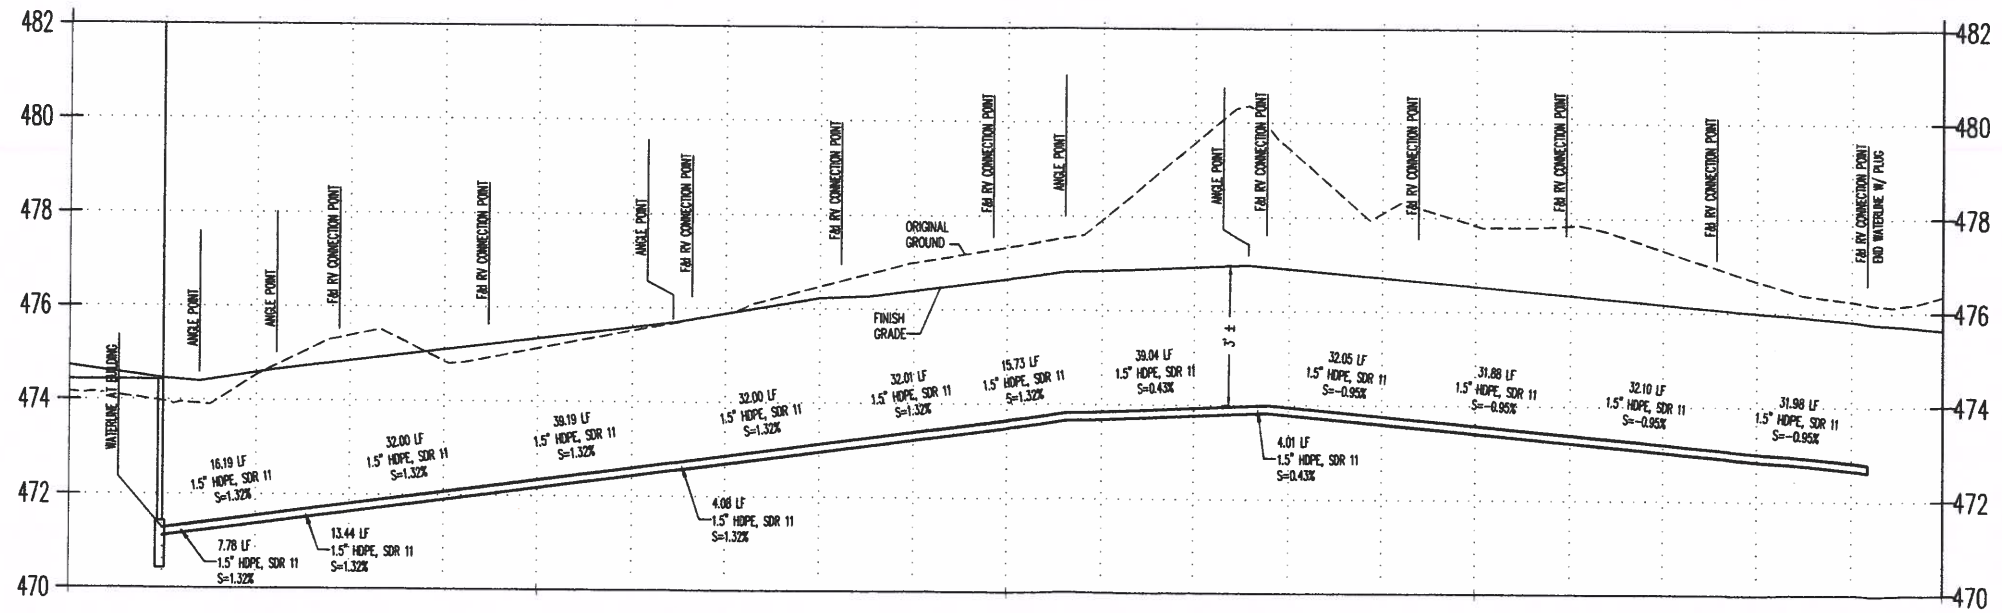 482
480
478
476
474
472
470
WATERLINE AT BUILDING
ANGLE POINT
ANGLE POINT
F&I RV CONNECTION POINT
F&I RV CONNECTION POINT
ANGLE POINT
F&I RV CONNECTION POINT
F&I RV CONNECTION POINT
F&I RV CONNECTION POINT
ANGLE POINT
ANGLE POINT
F&I RV CONNECTION POINT
F&I RV CONNECTION POINT
F&I RV CONNECTION POINT
F&I RV CONNECTION POINT
F&I RV CONNECTION POINT
END WATERLINE W/ PLUG
ORIGINAL
GROUND
FINISH
GRADE
3' ±
16.19 LF
1.5" HDPE, SDR 11
S=1.32%
32.00 LF
1.5" HDPE, SDR 11
S=1.32%
39.19 LF
1.5" HDPE, SDR 11
S=1.32%
32.00 LF
1.5" HDPE, SDR 11
S=1.32%
32.01 LF
1.5" HDPE, SDR 11
S=1.32%
15.73 LF
1.5" HDPE, SDR 11
S=1.32%
39.04 LF
1.5" HDPE, SDR 11
S=0.43%
32.05 LF
1.5" HDPE, SDR 11
S=-0.95%
31.88 LF
1.5" HDPE, SDR 11
S=-0.95%
32.10 LF
1.5" HDPE, SDR 11
S=-0.95%
31.98 LF
1.5" HDPE, SDR 11
S=-0.95%
7.78 LF
1.5" HDPE, SDR 11
S=1.32%
13.44 LF
1.5" HDPE, SDR 11
S=1.32%
4.08 LF
1.5" HDPE, SDR 11
S=1.32%
4.01 LF
1.5" HDPE, SDR 11
S=0.43%
482
480
478
476
474
472
470